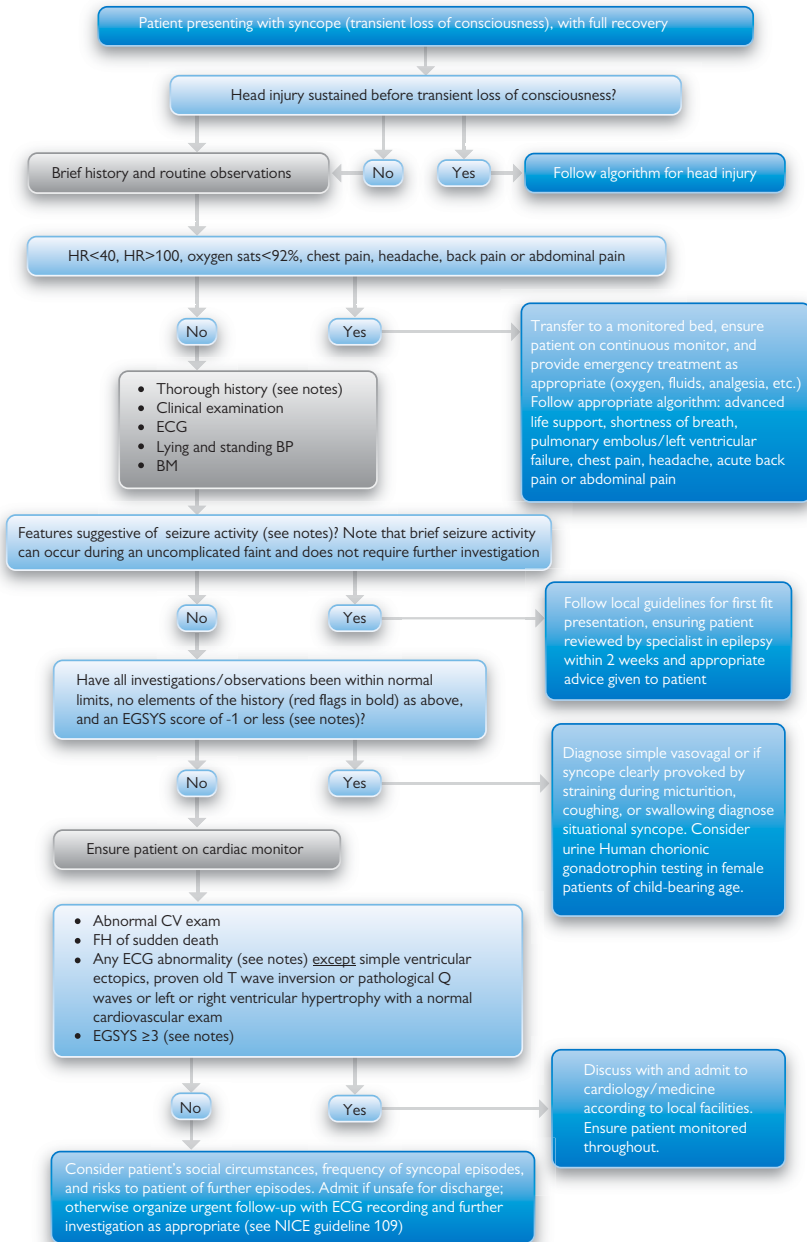 Patient presenting with syncope (transient loss of consciousness), with full recovery
Head injury sustained before transient loss of consciousness?
Brief history and routine observations
No
Yes
Follow algorithm for head injury
HR<40, HR>100, oxygen sats<92%, chest pain, headache, back pain or abdominal pain
No
Yes
Transfer to a monitored bed, ensure
patient on continuous monitor, and
provide emergency treatment as
appropriate (oxygen, fluids, analgesia, etc.)
Follow appropriate algorithm: advanced
life support, shortness of breath,
pulmonary embolus/left ventricular
failure, chest pain, headache, acute back
pain or abdominal pain
• Thorough history (see notes)
• Clinical examination
• ECG
• Lying and standing BP
• BM
Features suggestive of seizure activity (see notes)? Note that brief seizure activity
can occur during an uncomplicated faint and does not require further investigation
No
Yes
Follow local guidelines for first fit
presentation, ensuring patient
reviewed by specialist in epilepsy
within 2 weeks and appropriate
advice given to patient
Have all investigations/observations been within normal
limits, no elements of the history (red flags in bold) as above,
and an EGSYS score of -1 or less (see notes)?
No
Yes
Diagnose simple vasovagal or if
syncope clearly provoked by
straining during micturition,
coughing, or swallowing diagnose
situational syncope. Consider
urine Human chorionic
gonadotrophin testing in female
patients of child-bearing age.
Ensure patient on cardiac monitor
• Abnormal CV exam
• FH of sudden death
• Any ECG abnormality (see notes) except simple ventricular
ectopics, proven old T wave inversion or pathological Q
waves or left or right ventricular hypertrophy with a normal
cardiovascular exam
• EGSYS ≥3 (see notes)
No
Yes
Discuss with and admit to
cardiology/medicine
according to local facilities.
Ensure patient monitored
throughout.
Consider patient's social circumstances, frequency of syncopal episodes,
and risks to patient of further episodes. Admit if unsafe for discharge;
otherwise organize urgent follow-up with ECG recording and further
investigation as appropriate (see NICE guideline 109)